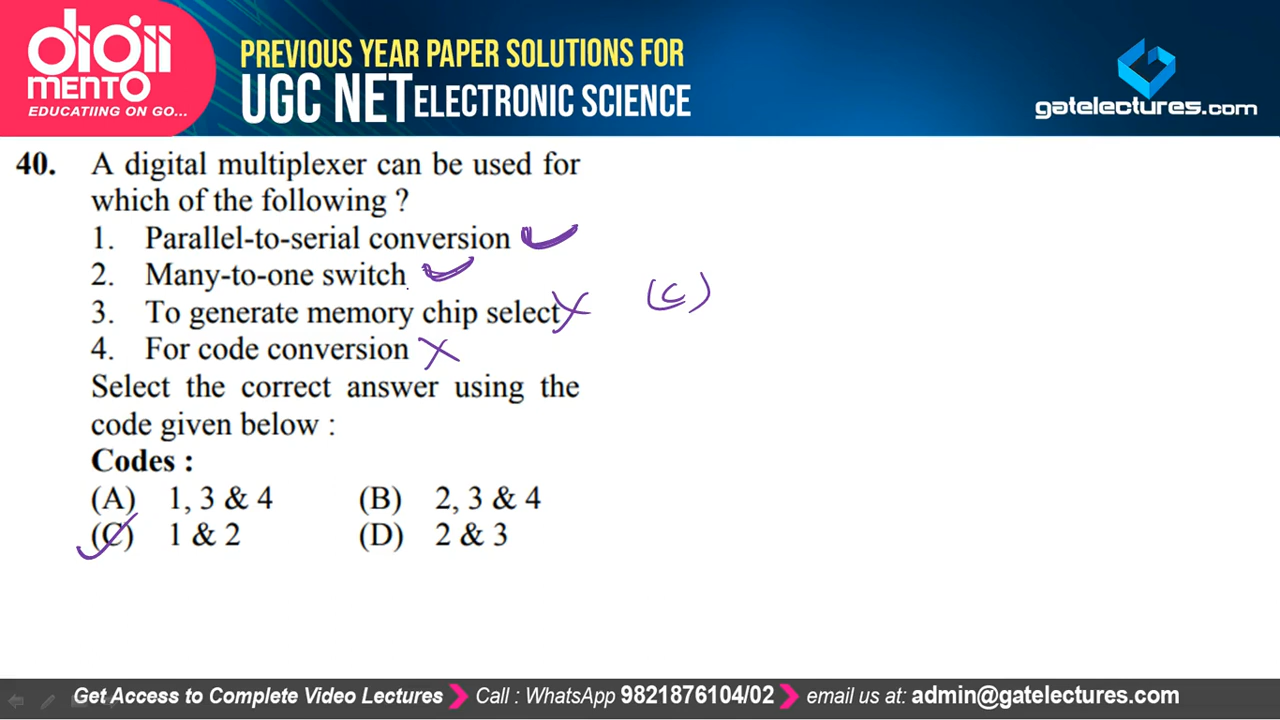 dioii
mento
EDUCATIING ON GO...
PREVIOUS YEAR PAPER SOLUTIONS FOR
UGC NET ELECTRONIC SCIENCE
gatelectures.com
40. A digital multiplexer can be used for
which of the following ?
1. Parallel-to-serial conversion
2. Many-to-one switch
3. To generate memory chip select
(c)
4. For code conversion
Select the correct answer using the
code given below :
Codes :
(A) 1, 3 & 4 (B) 2, 3 & 4
(C) 1 & 2 (D) 2 & 3
Get Access to Complete Video Lectures Call : WhatsApp 9821876104/02 email us at: admin@gatelectures.com